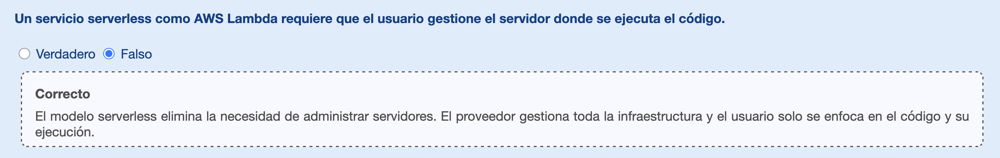 Un servicio serverless como AWS Lambda requiere que el usuario gestione el servidor donde se ejecuta el código.
Verdadero Falso
Correcto
El modelo serverless elimina la necesidad de administrar servidores. El proveedor gestiona toda la infraestructura y el usuario solo se enfoca en el código y su
ejecución.